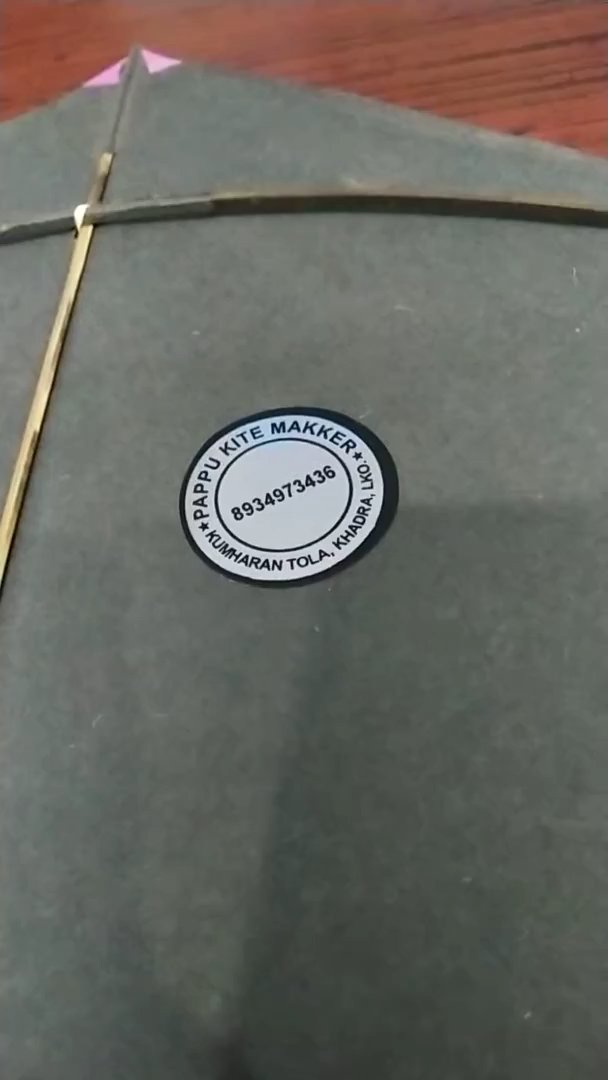 ★PAPPU KITE MAKKER★
8934973436
KUMHARAN TOLA, KHADRA, LKO.